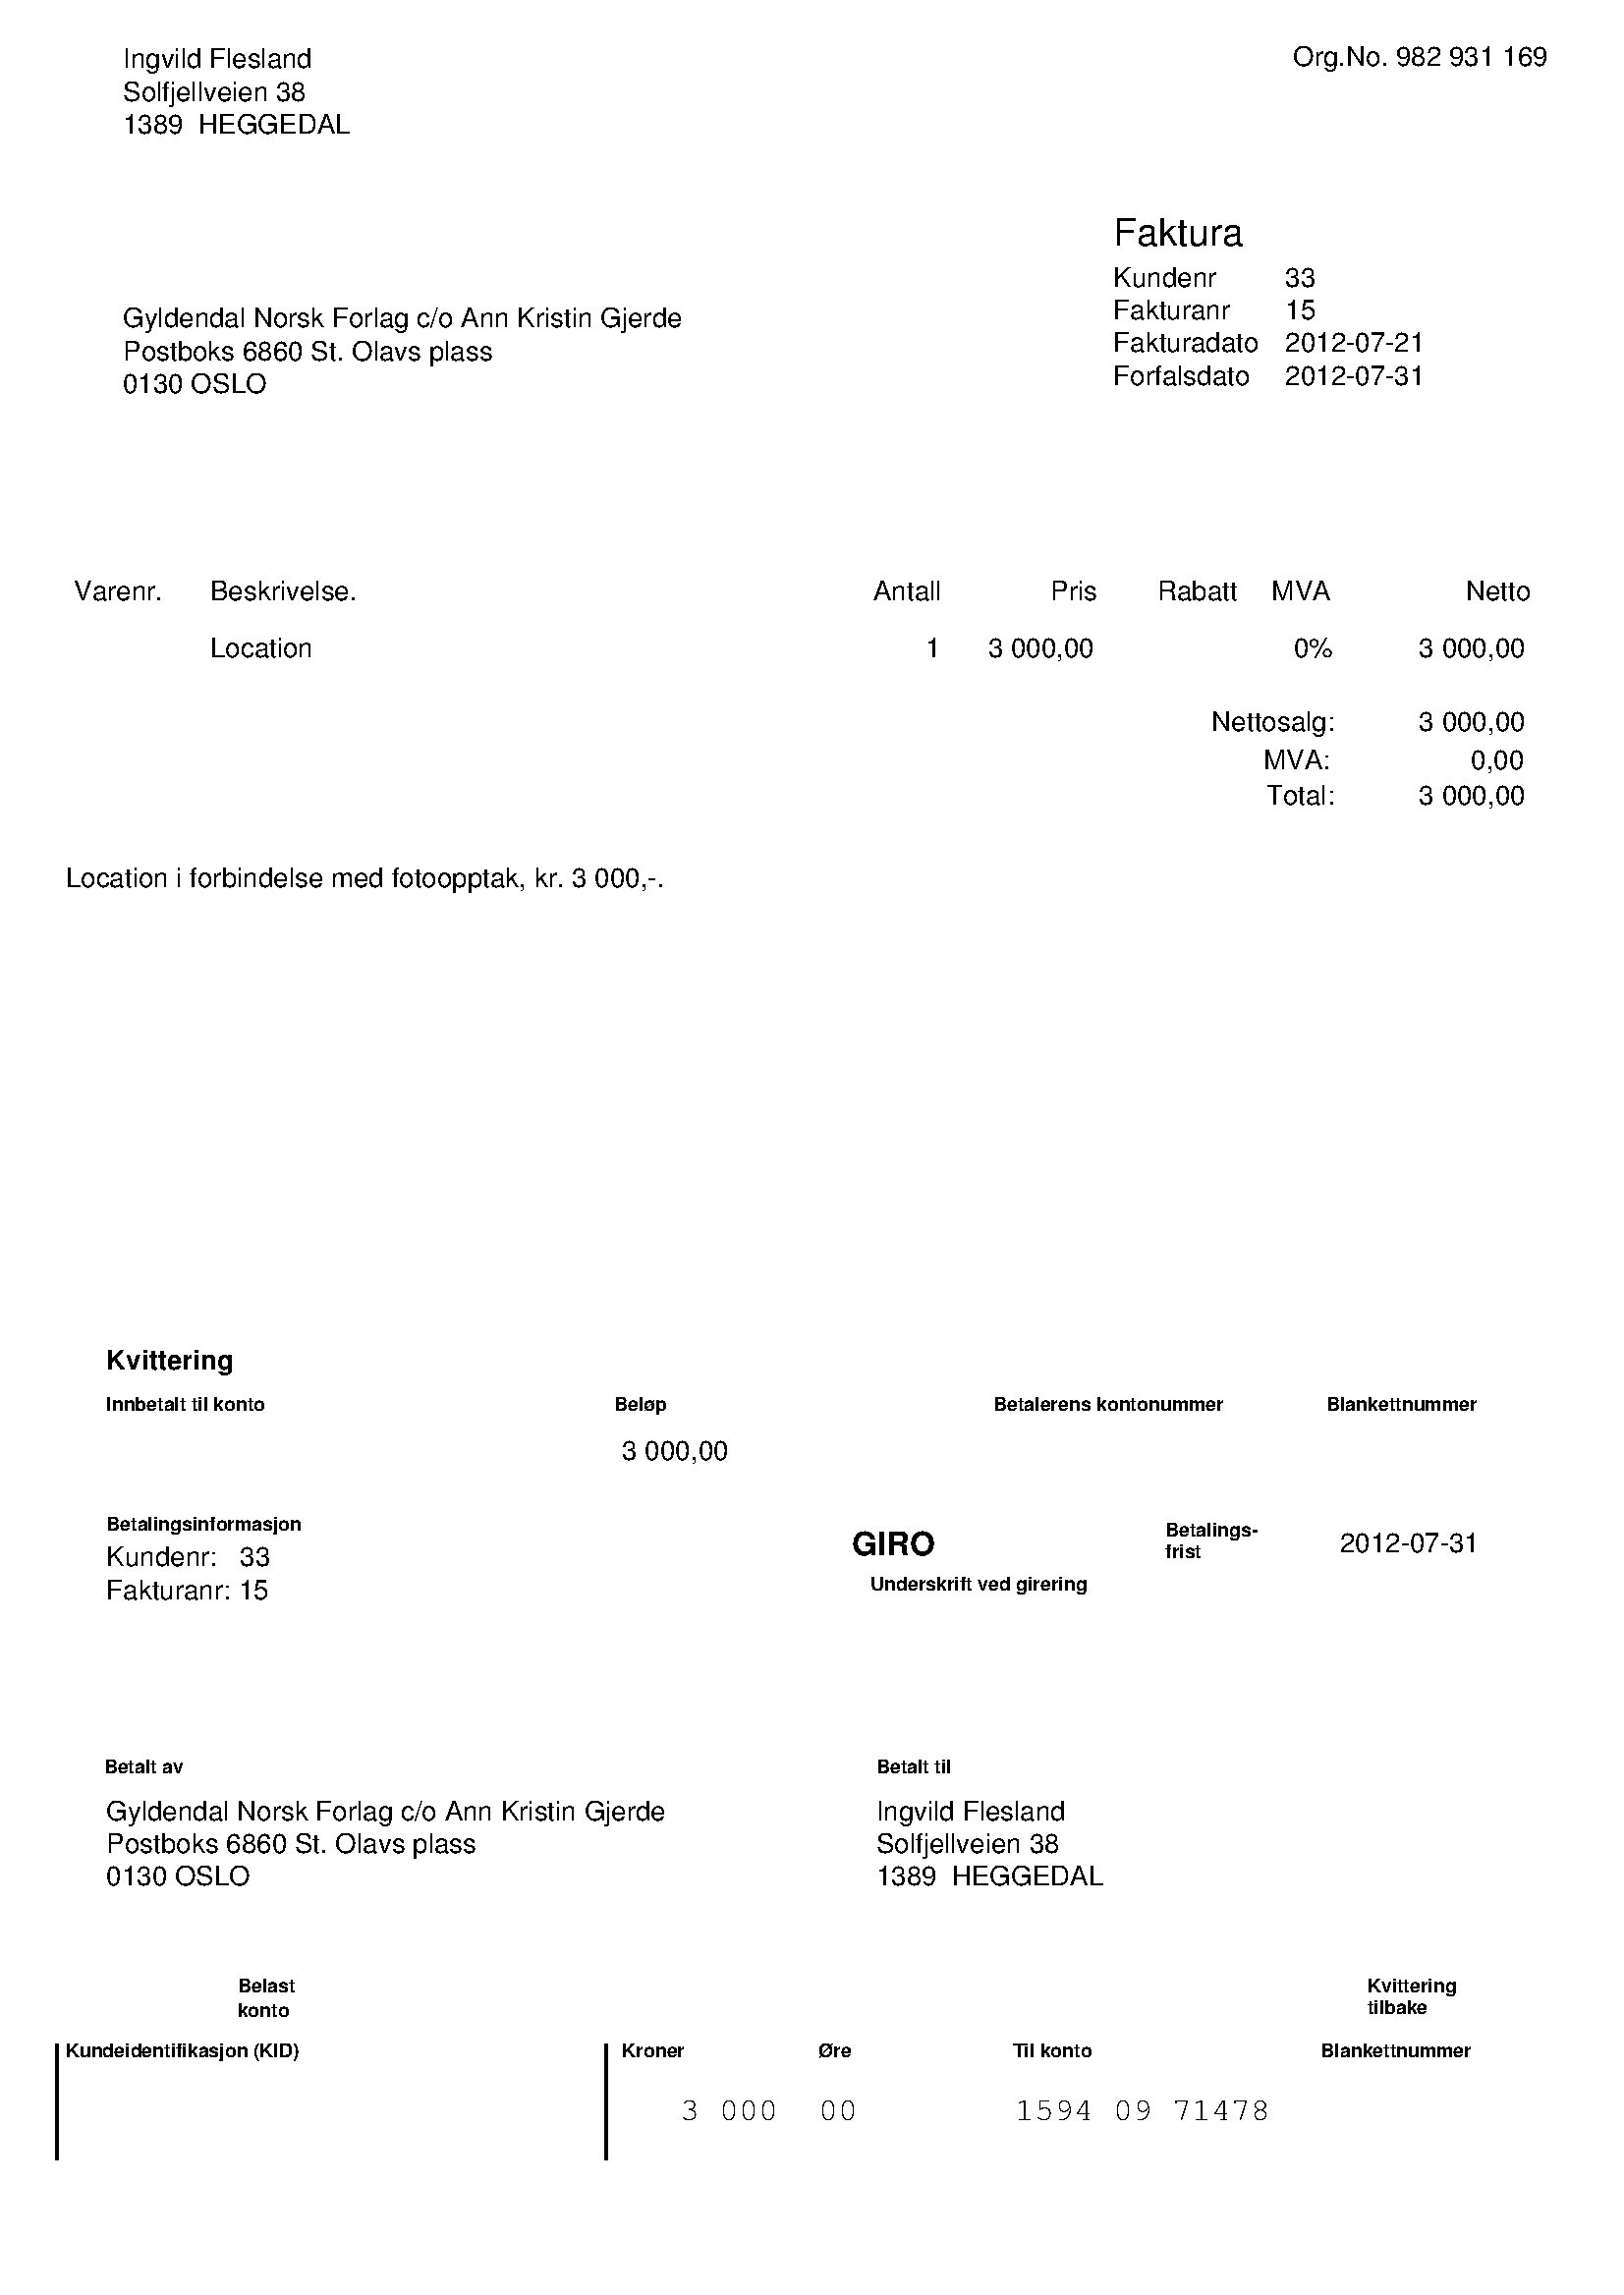 Ingvild Flesland
Solfjellveien 38
1389  HEGGEDAL
Org.No. 982 931 169
Faktura
Kundenr 33
Fakturanr 15
Fakturadato 2012-07-21
Forfalsdato 2012-07-31
Gyldendal Norsk Forlag c/o Ann Kristin Gjerde
Postboks 6860 St. Olavs plass
0130 OSLO
Varenr. Beskrivelse. Antall Pris Rabatt MVA Netto
Location 1 3 000,00 0% 3 000,00
Nettosalg: 3 000,00
MVA: 0,00
Total: 3 000,00
Location i forbindelse med fotoopptak, kr. 3 000,-.
Kvittering
Innbetalt til konto Beløp Betalerens kontonummer Blankettnummer
3 000,00
Betalingsinformasjon
Kundenr: 33
Fakturanr: 15
GIRO
Betalings-
frist
2012-07-31
Underskrift ved girering
Betalt av
Gyldendal Norsk Forlag c/o Ann Kristin Gjerde
Postboks 6860 St. Olavs plass
0130 OSLO
Betalt til
Ingvild Flesland
Solfjellveien 38
1389  HEGGEDAL
Belast
konto
Kvittering
tilbake
Kundeidentifikasjon (KID) Kroner Øre Til konto Blankettnummer
3 000 00 1594 09 71478